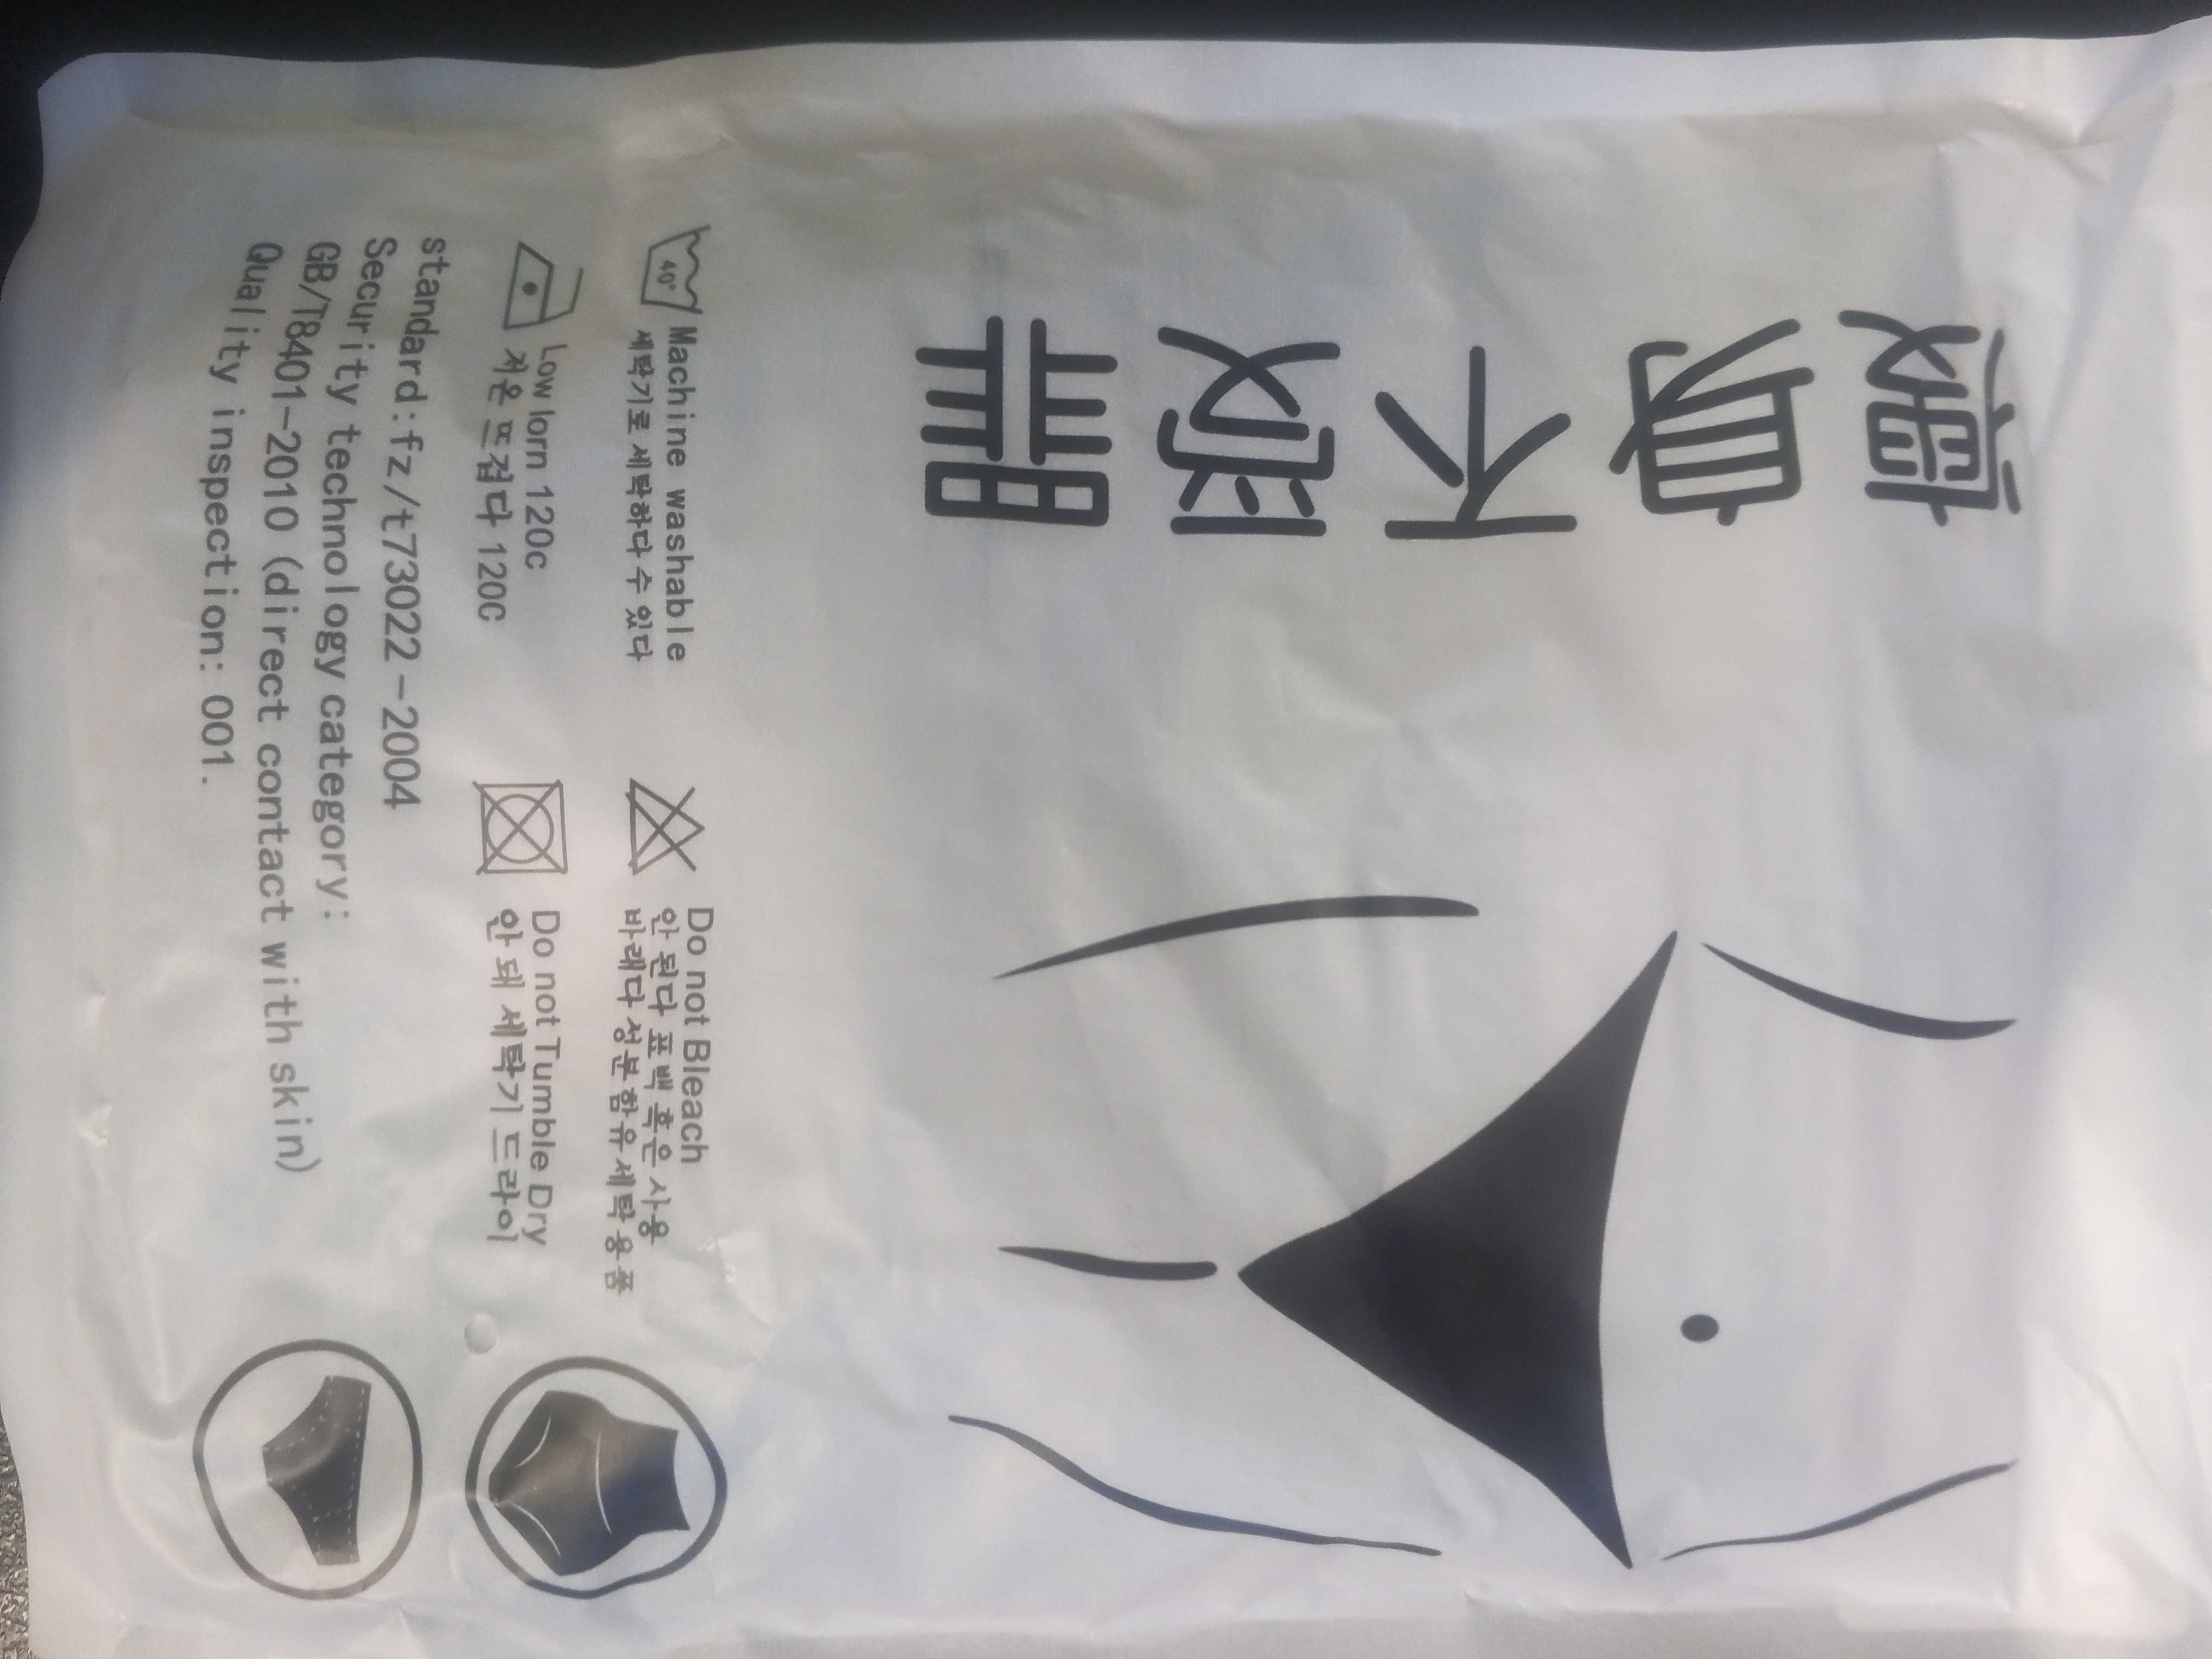 身
不
40°
Machine washable
세탁기로 세탁하다 수 있다
Do not Bleach
안 된다 표백 혹은 사용
바래다 성분 함유 세탁 용품
Low Iorn 120c
저온 뜨겁다 120C
Do not Tumble Dry
안 돼 세탁기 드라이
standard:fz/t73022-2004
Security technology category:
GB/T8401-2010 (direct contact with skin)
Quality inspection: 001.